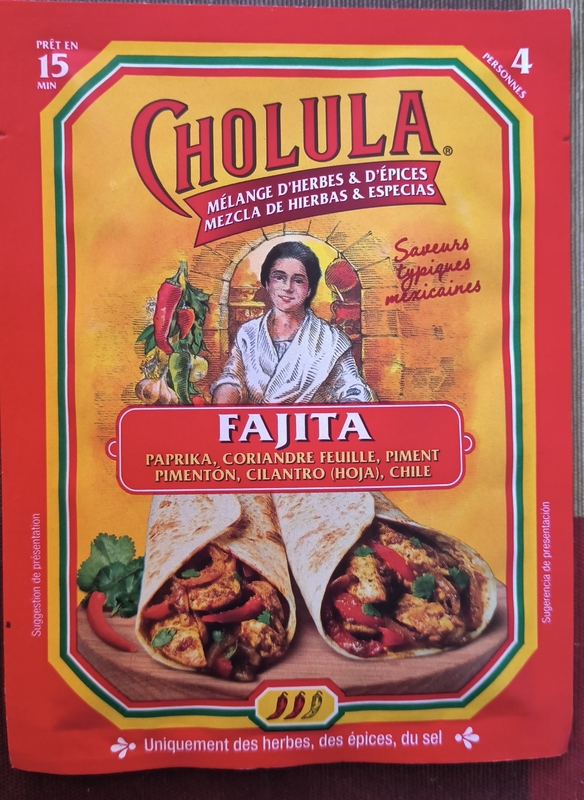 PRÊT EN
15
MIN
4
PERSONNES
CHOLULA®
MÉLANGE D'HERBES & D'ÉPICES
MEZCLA DE HIERBAS & ESPECIAS
Saveurs
typiques
mexicaines
FAJITA
PAPRIKA, CORIANDRE FEUILLE, PIMENT
PIMENTÓN, CILANTRO (HOJA), CHILE
Suggestion de présentation
Sugerencia de presentación
Uniquement des herbes, des épices, du sel